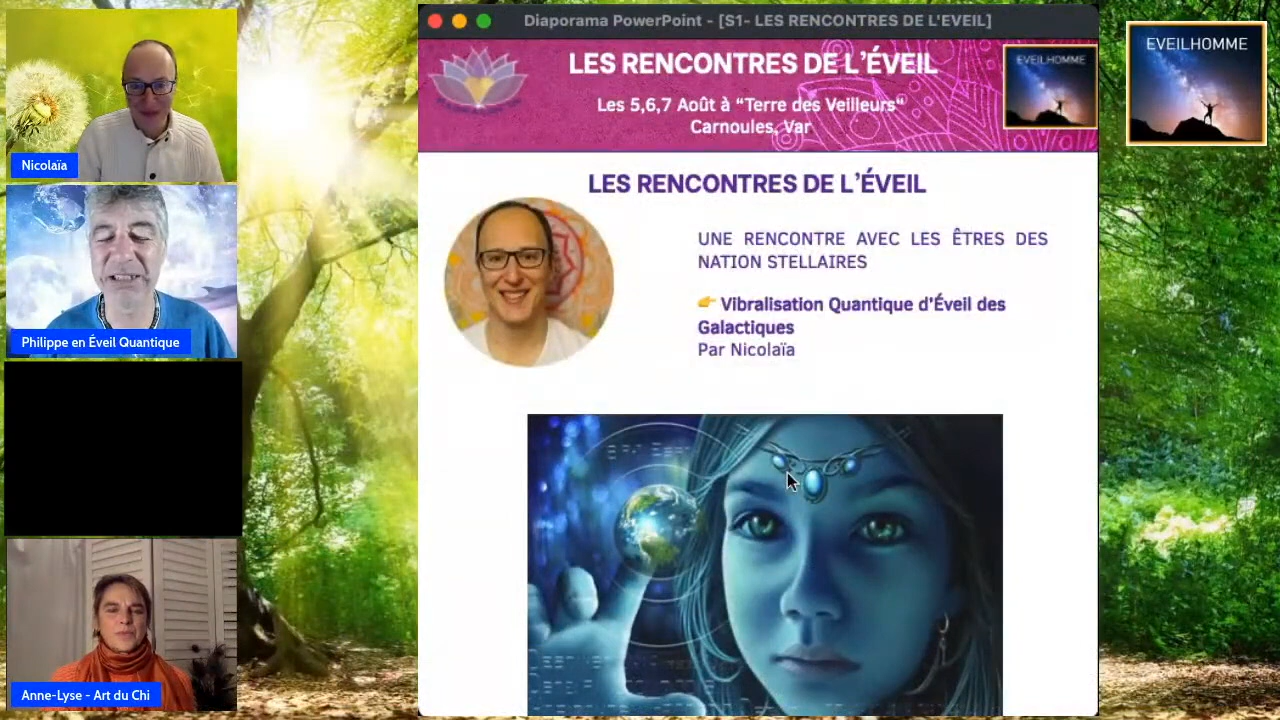 Diaporama PowerPoint - [S1- LES RENCONTRES DE L'EVEIL]
LES RENCONTRES DE L'ÉVEIL
Les 5,6,7 Août à “Terre des Veilleurs“
Carnoules, Var
EVEILHOMME
EVEILHOMME
LES RENCONTRES DE L'ÉVEIL
UNE RENCONTRE AVEC LES ÊTRES DES
NATION STELLAIRES
👉 Vibralisation Quantique d'Éveil des
Galactiques
Par Nicolaïa
Nicolaïa
Philippe en Éveil Quantique
Anne-Lyse - Art du Chi